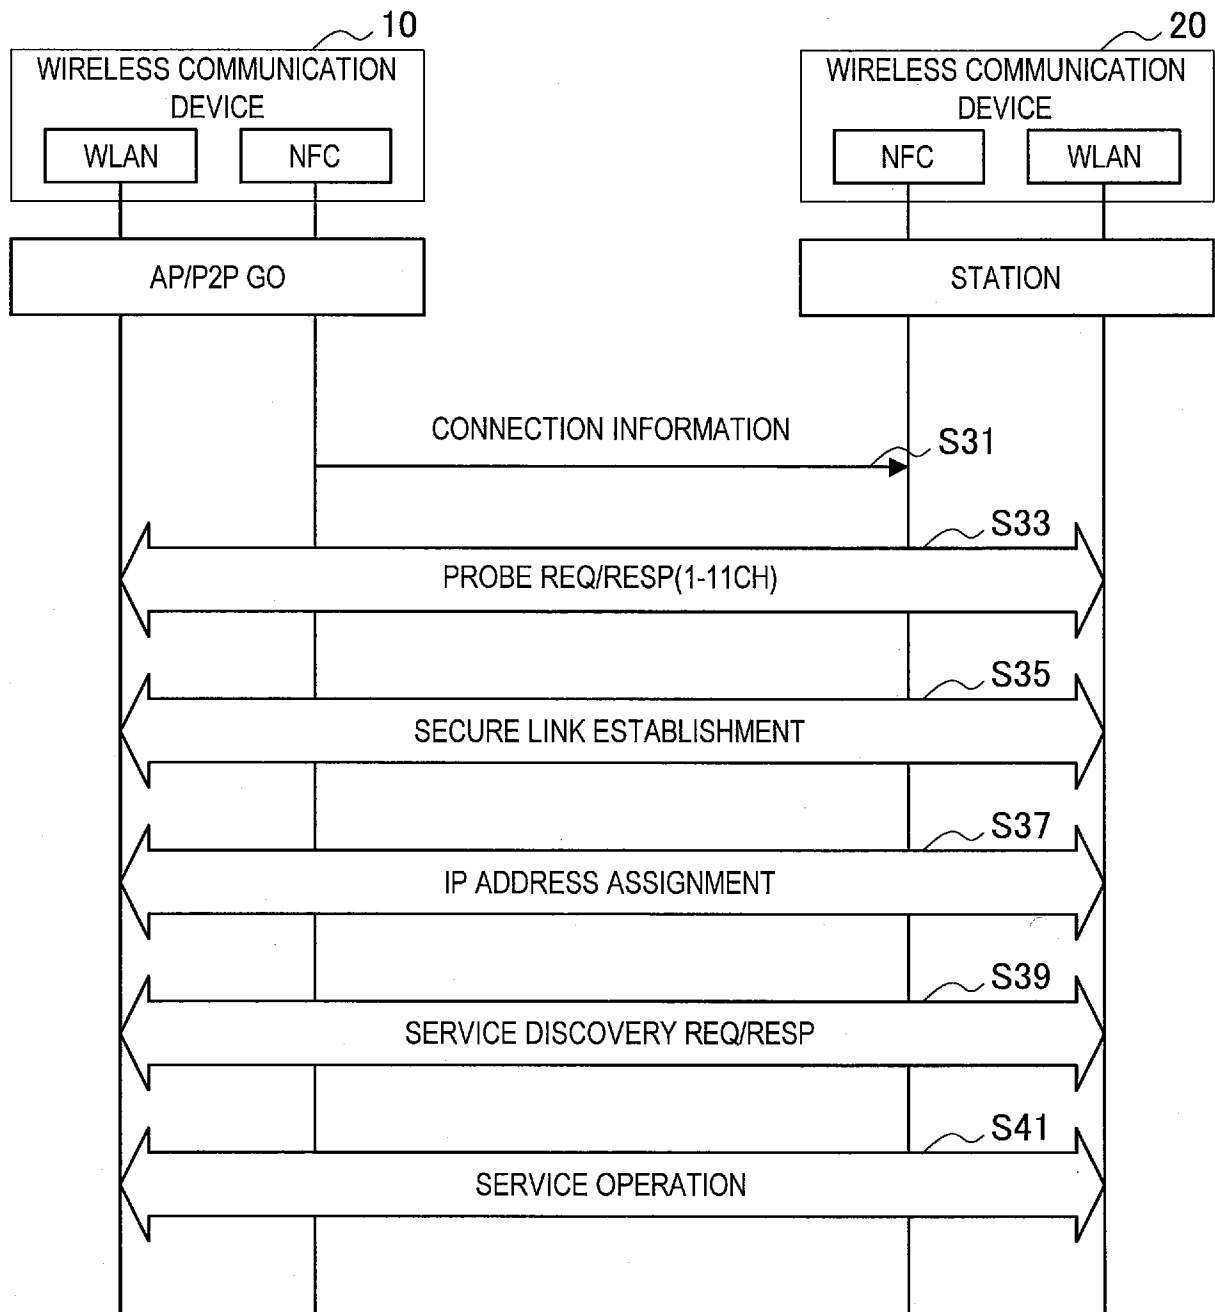 10
20
WIRELESS COMMUNICATION
DEVICE
WLAN
NFC
WIRELESS COMMUNICATION
DEVICE
NFC
WLAN
AP/P2P GO
STATION
CONNECTION INFORMATION
S31
S33
PROBE REQ/RESP(1-11CH)
S35
SECURE LINK ESTABLISHMENT
S37
IP ADDRESS ASSIGNMENT
S39
SERVICE DISCOVERY REQ/RESP
S41
SERVICE OPERATION